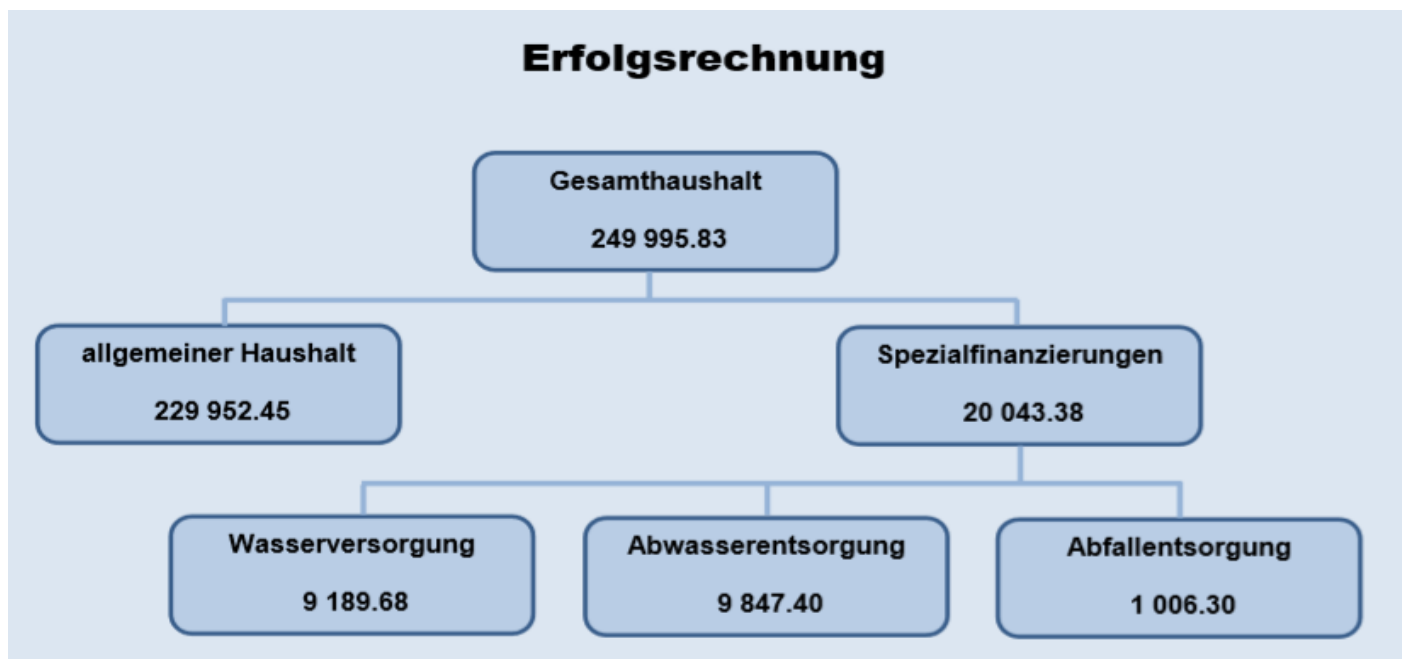 Erfolgsrechnung
Gesamthaushalt
249 995.83
allgemeiner Haushalt
229 952.45
Spezialfinanzierungen
20 043.38
Wasserversorgung
9 189.68
Abwasserentsorgung
9 847.40
Abfallentsorgung
1 006.30